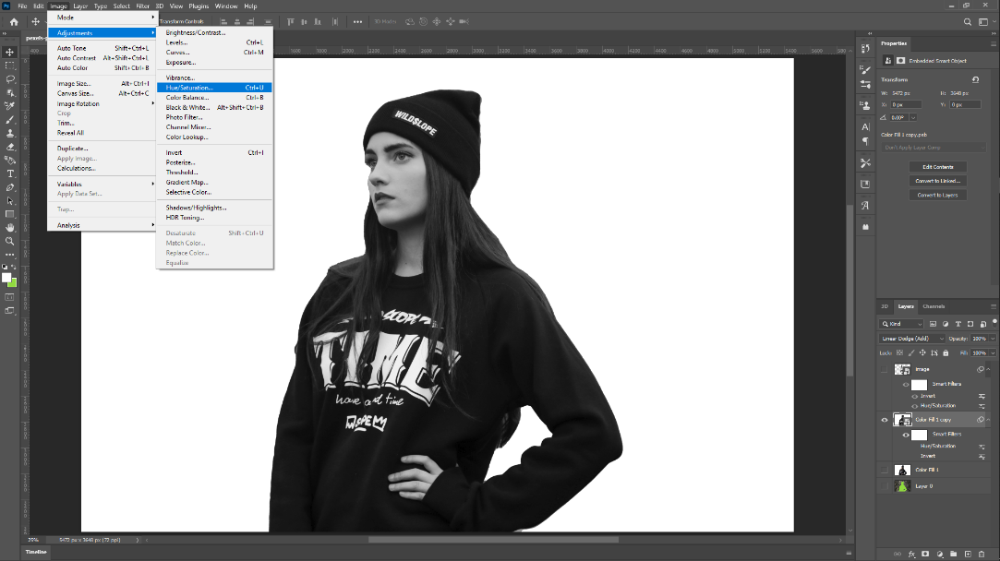 File Edit Image Layer Type Select Filter 3D View Plugins Window Help
Transform Controls
3D Mode:
pexels-p
Mode
Adjustments
Auto Tone Shift+Ctrl+L
Auto Contrast Alt+Shift+Ctrl+L
Auto Color Shift+Ctrl+B
Image Size... Alt+Ctrl+I
Canvas Size... Alt+Ctrl+C
Image Rotation
Crop
Trim...
Reveal All
Duplicate...
Apply Image...
Calculations...
Variables
Apply Data Set...
Trap...
Analysis
Brightness/Contrast...
Levels... Ctrl+L
Curves... Ctrl+M
Exposure...
Vibrance...
Hue/Saturation... Ctrl+U
Color Balance... Ctrl+B
Black & White... Alt+Shift+Ctrl+B
Photo Filter...
Channel Mixer...
Color Lookup...
Invert Ctrl+I
Posterize...
Threshold...
Gradient Map...
Selective Color...
Shadows/Highlights...
HDR Toning...
Desaturate Shift+Ctrl+U
Match Color...
Replace Color...
Equalize
WILDSLOPE
have good time
SOPE
Properties
Embedded Smart Object
Transform
W: 5472 px H: 3648 px
X: 0 px Y: 0 px
0.00°
Color Fill 1 copy.psb
Don't Apply Layer Comp
Edit Contents
Convert to Linked...
Convert to Layers
3D Layers Channels
Kind
Linear Dodge (Add) Opacity: 100%
Lock: Fill: 100%
image
Smart Filters
Invert
Hue/Saturation
Color Fill 1 copy
Smart Filters
Hue/Saturation
Invert
Color Fill 1
Layer 0
25% 5472 px x 3648 px (72 ppi)
Timeline